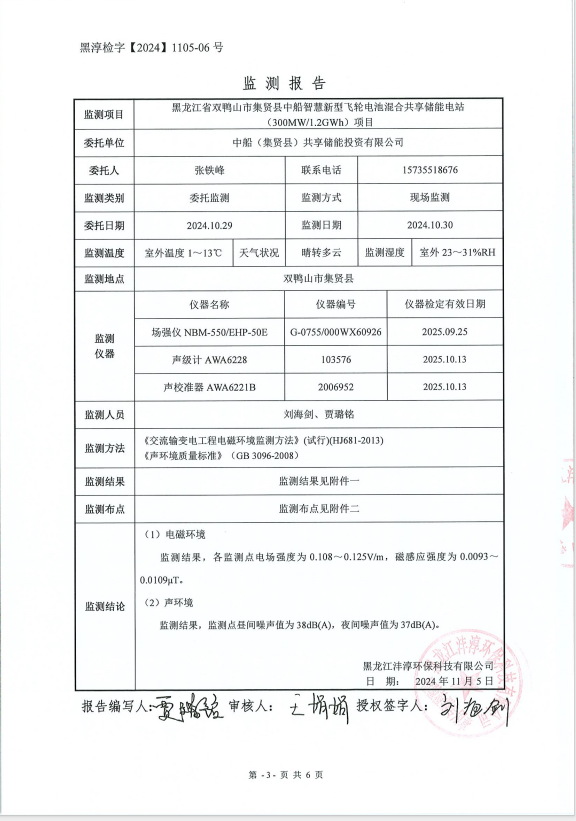 黑淳检字【2024】1105-06 号
监 测 报 告
监测项目 黑龙江省双鸭山市集贤县中船智慧新型飞轮电池混合共享储能电站
（300MW/1.2GWh）项目
委托单位 中船（集贤县）共享储能投资有限公司
委托人 张铁峰 联系电话 15735518676
监测类别 委托监测 监测方式 现场监测
委托日期 2024.10.29 监测日期 2024.10.30
监测温度 室外温度 1～13℃ 天气状况 晴转多云 监测湿度 室外 23～31%RH
监测地点 双鸭山市集贤县
监测
仪器
仪器名称 仪器编号 仪器检定有效日期
场强仪 NBM-550/EHP-50E G-0755/000WX60926 2025.09.25
声级计 AWA6228 103576 2025.10.13
声校准器 AWA6221B 2006952 2025.10.13
监测人员 刘海剑、贾璐铭
监测方法 《交流输变电工程电磁环境监测方法》(试行)(HJ681-2013)
《声环境质量标准》（GB 3096-2008）
监测结果 监测结果见附件一
监测布点 监测布点见附件二
监测结论
（1）电磁环境
监测结果，各监测点电场强度为 0.108～0.125V/m，磁感应强度为 0.0093～
0.0109μT。
（2）声环境
监测结果，监测点昼间噪声值为 38dB(A)，夜间噪声值为 37dB(A)。
黑龙江沣淳环保科技有限公司
日 期： 2024 年 11 月 5 日
报告编写人：贾璐铭 审核人： 王娟娟 授权签字人： 刘海剑
第 - 3 - 页 共 6 页